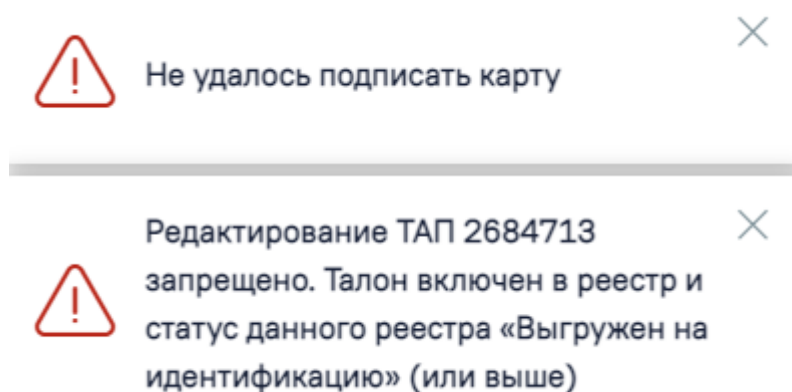 Не удалось подписать карту
Редактирование ТАП 2684713
запрещено. Талон включен в реестр и
статус данного реестра «Выгружен на
идентификацию» (или выше)